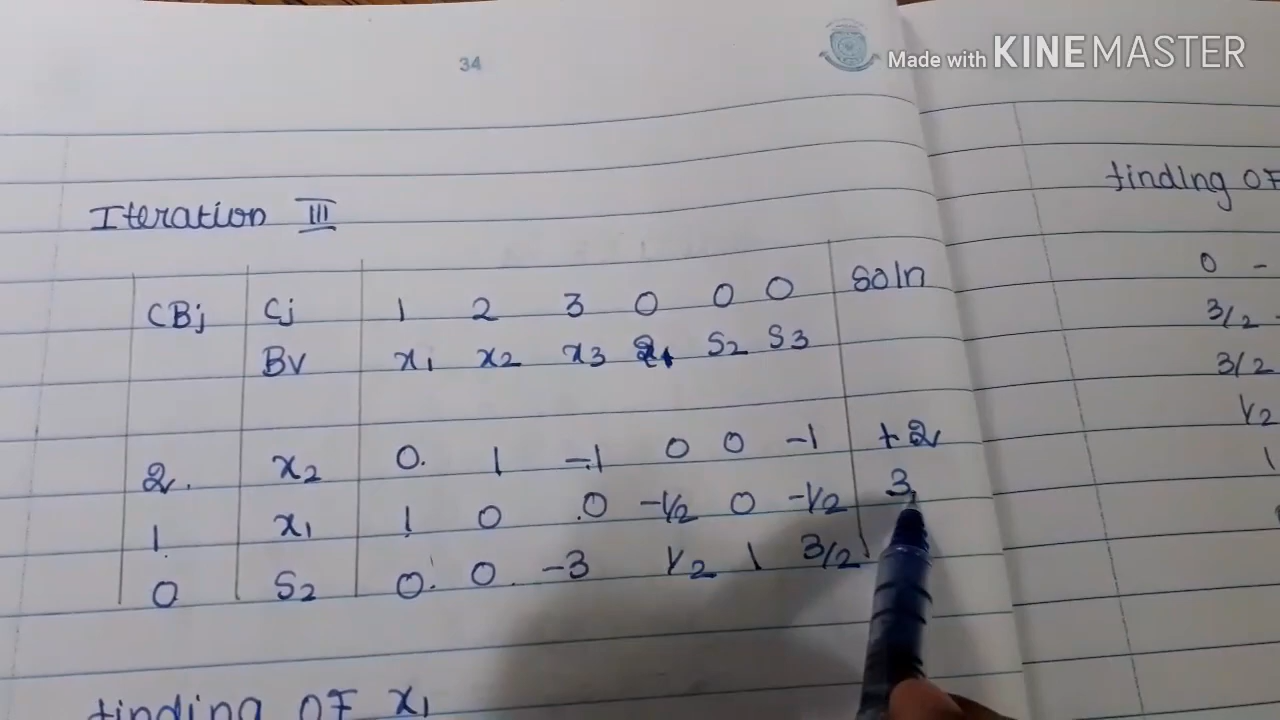 34
Made with KINEMASTER
finding of
Iteration III
0 -
CBj Cj 1 2 3 0 0 0 Soln
3/2 -
BV x1 x2 x3 S2 S3
3/2
1/2
2. x2 0. 1 -1 0 0 -1 +2
1
1. x1 1 0 .0 -1/2 0 -1/2 3
0 S2 0. 0. -3 1/2 1 3/2
finding of x1